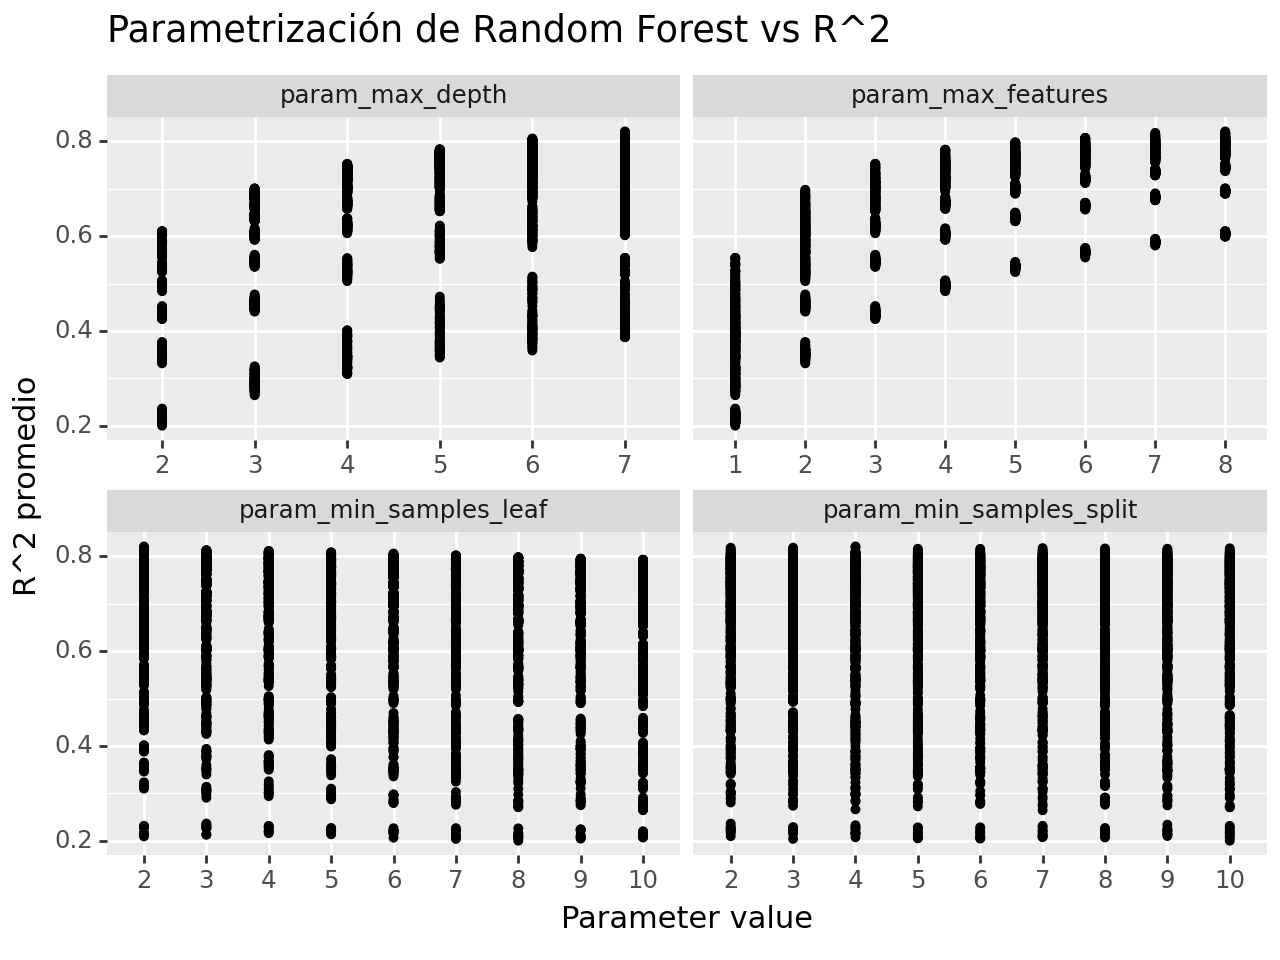 Parametrización de Random Forest vs R^2
param_max_depth
param_max_features
0.8
0.6
0.4
0.2
2 3 4 5 6 7
1 2 3 4 5 6 7 8
R^2 promedio
param_min_samples_leaf
param_min_samples_split
0.8
0.6
0.4
0.2
2 3 4 5 6 7 8 9 10
2 3 4 5 6 7 8 9 10
Parameter value